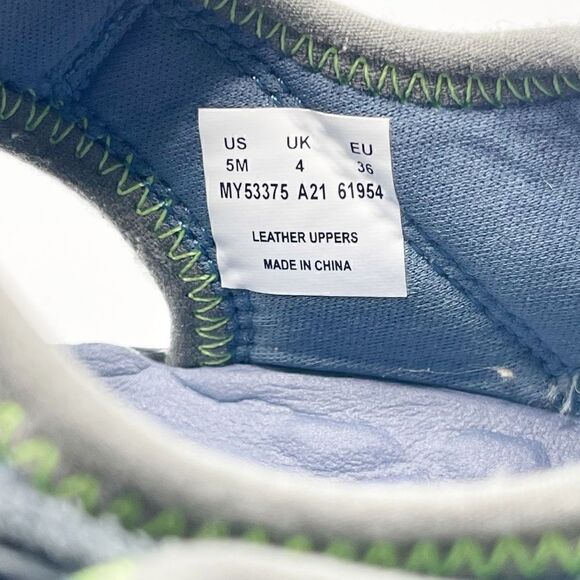 US UK EU
5M 4 36
MY53375 A21 61954
LEATHER UPPERS
MADE IN CHINA